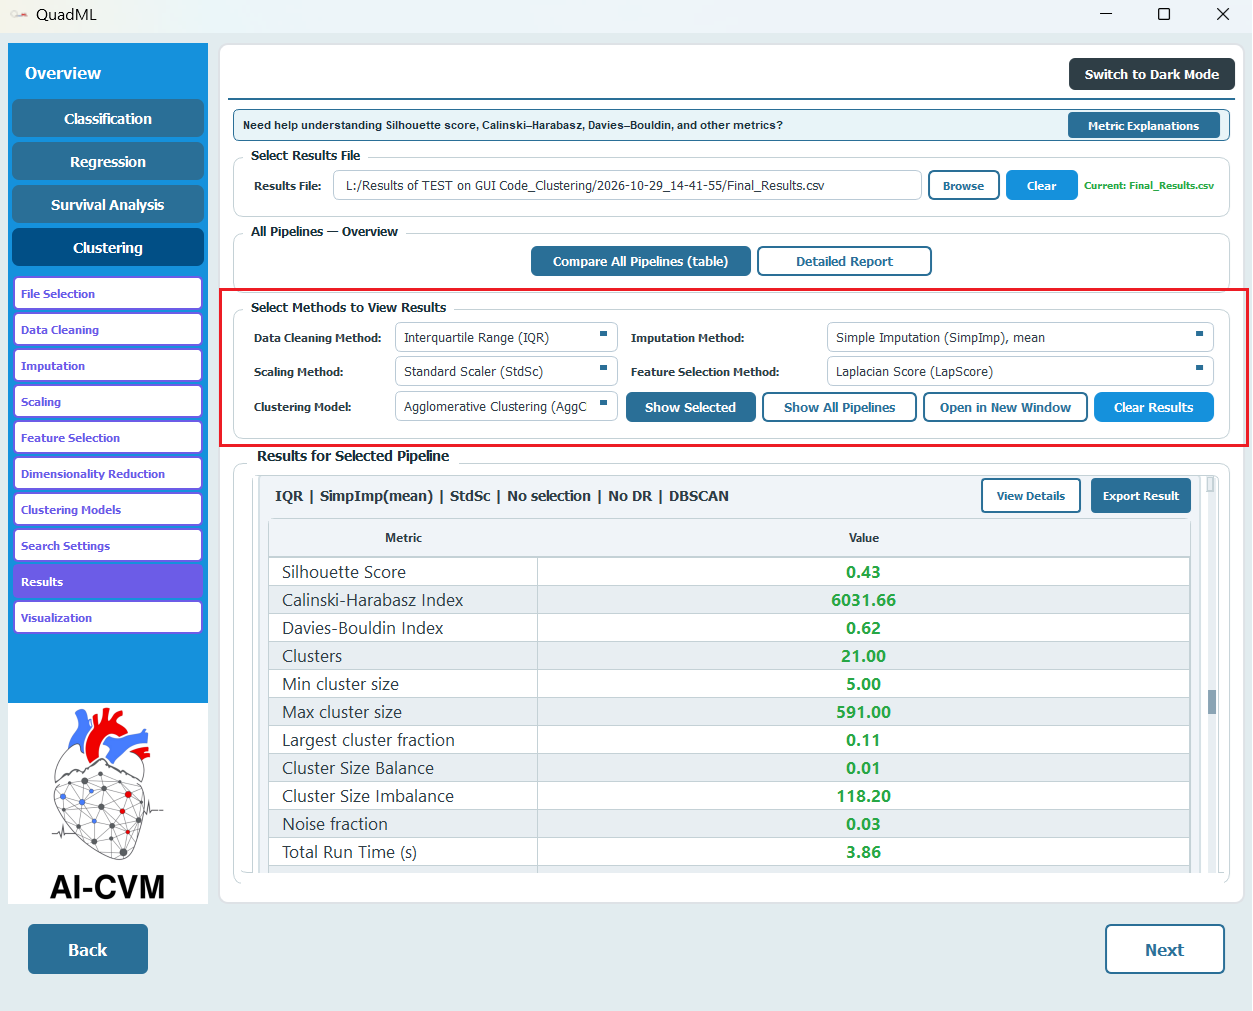 QuadML
Overview
Classification
Regression
Survival Analysis
Clustering
File Selection
Data Cleaning
Imputation
Scaling
Feature Selection
Dimensionality Reduction
Clustering Models
Search Settings
Results
Visualization
AI-CVM
Switch to Dark Mode
Need help understanding Silhouette score, Calinski–Harabasz, Davies–Bouldin, and other metrics? Metric Explanations
Select Results File
Results File: L:/Results of TEST on GUI Code_Clustering/2026-10-29_14-41-55/Final_Results.csv Browse Clear Current: Final_Results.csv
All Pipelines — Overview
Compare All Pipelines (table) Detailed Report
Select Methods to View Results
Data Cleaning Method: Interquartile Range (IQR) Imputation Method: Simple Imputation (SimpImp), mean
Scaling Method: Standard Scaler (StdSc) Feature Selection Method: Laplacian Score (LapScore)
Clustering Model: Agglomerative Clustering (AggC Show Selected Show All Pipelines Open in New Window Clear Results
Results for Selected Pipeline
IQR | SimpImp(mean) | StdSc | No selection | No DR | DBSCAN View Details Export Result
Metric Value
Silhouette Score 0.43
Calinski-Harabasz Index 6031.66
Davies-Bouldin Index 0.62
Clusters 21.00
Min cluster size 5.00
Max cluster size 591.00
Largest cluster fraction 0.11
Cluster Size Balance 0.01
Cluster Size Imbalance 118.20
Noise fraction 0.03
Total Run Time (s) 3.86
Back Next